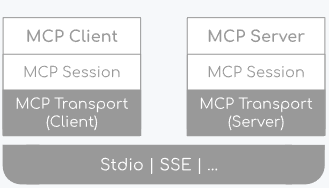 MCP Client
MCP Session
MCP Transport
(Client)
MCP Server
MCP Session
MCP Transport
(Server)
Stdio | SSE | ...